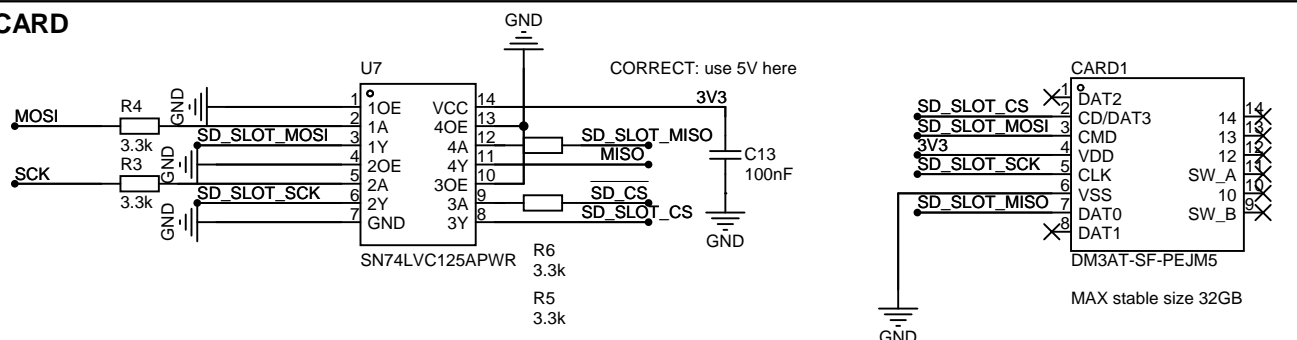 CARD
GND
U7
CORRECT: use 5V here
CARD1
MOSI
R4
3.3k
GND
SD_SLOT_MOSI
SCK
R3
3.3k
GND
SD_SLOT_SCK
GND
1 1OE
2 1A
3 1Y
4 2OE
5 2A
6 2Y
7 GND
VCC 14
4OE 13
4A 12
4Y 11
3OE 10
3A 9
3Y 8
SN74LVC125APWR
3V3
SD_SLOT_MISO
MISO
SD_CS
SD_SLOT_CS
C13
100nF
GND
R6
3.3k
R5
3.3k
SD_SLOT_CS
SD_SLOT_MOSI
3V3
SD_SLOT_SCK
SD_SLOT_MISO
1 DAT2
2 CD/DAT3
3 CMD
4 VDD
5 CLK
6 VSS
7 DAT0
8 DAT1
14 14
13 13
12 12
SW_A 11
10 10
SW_B 9
DM3AT-SF-PEJM5
MAX stable size 32GB
GND